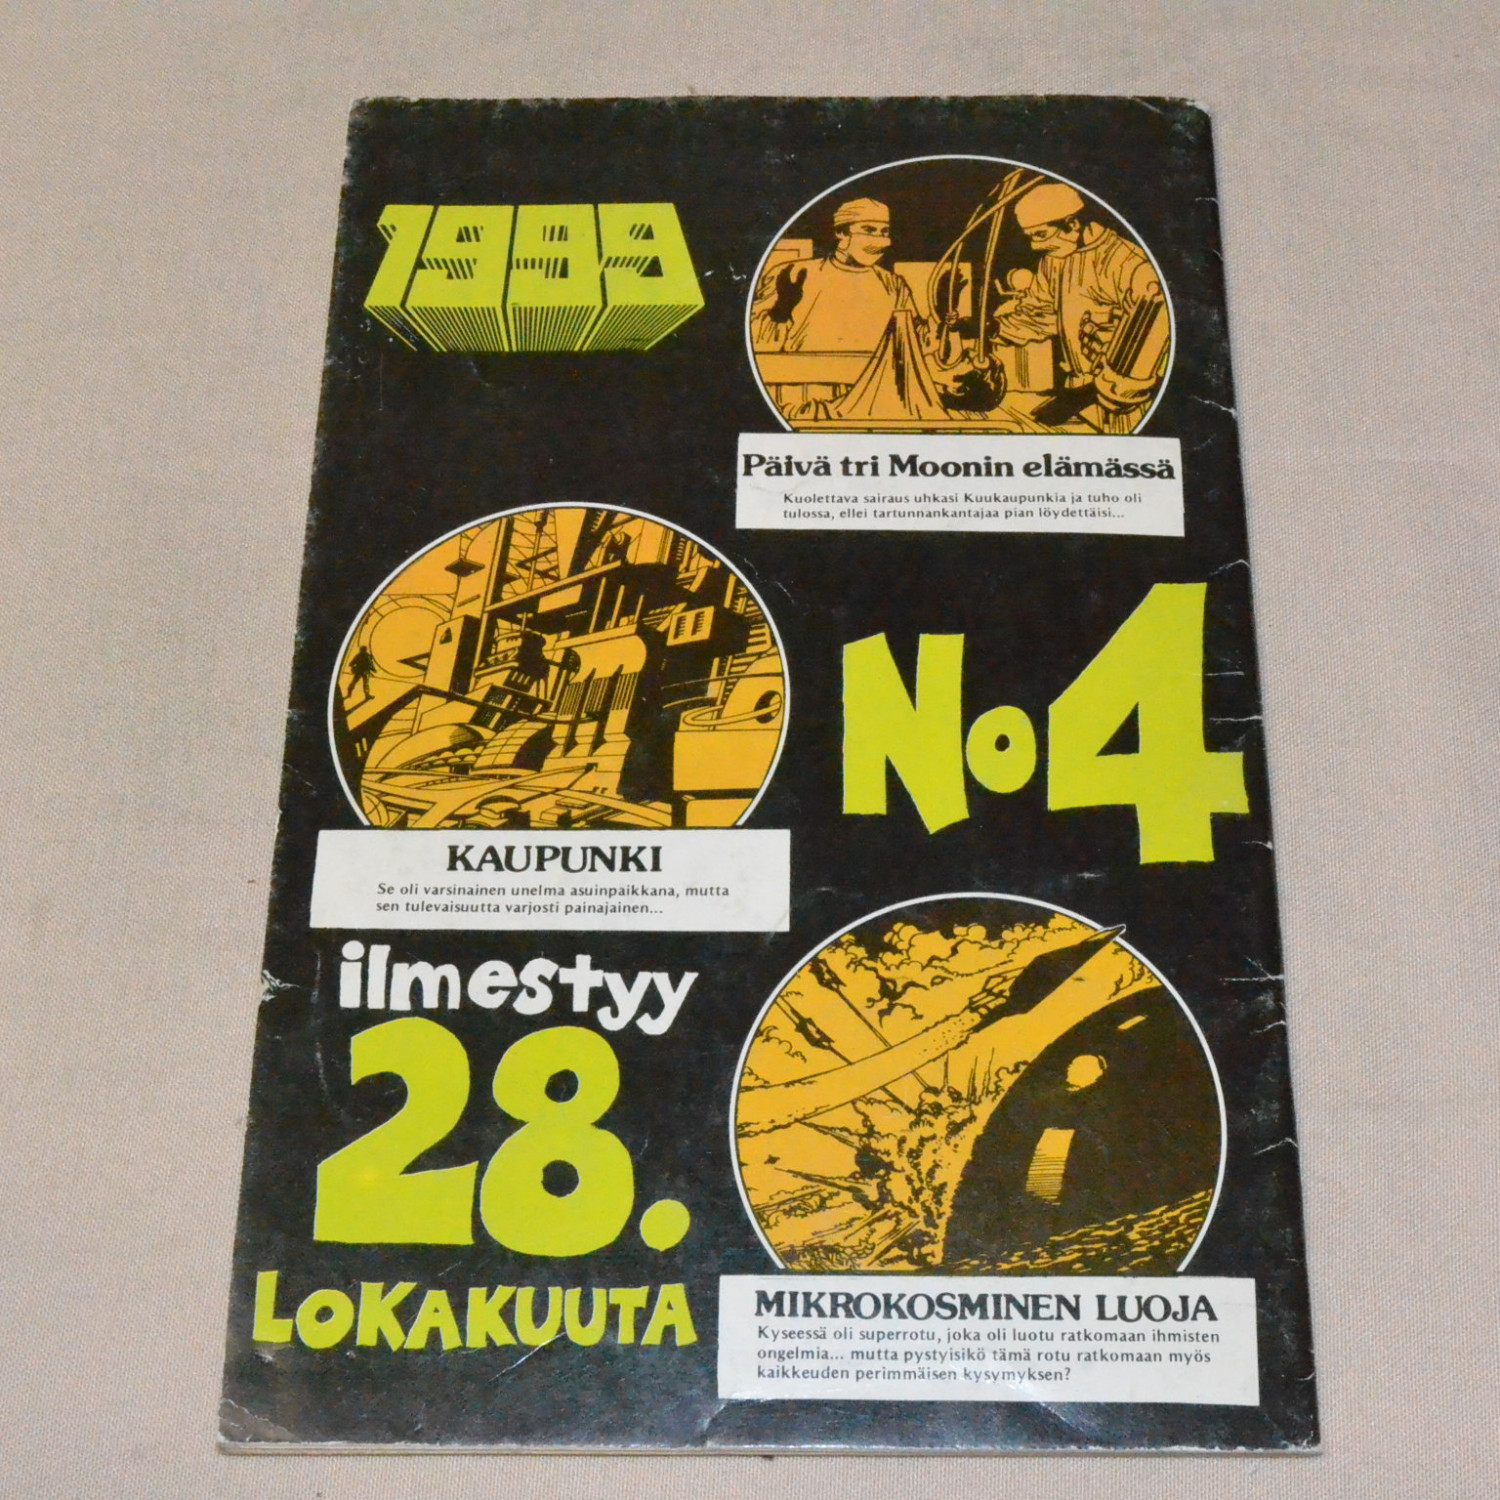 1999
Päivä tri Moonin elämässä
Kuolettava sairaus uhkasi Kuukaupunkia ja tuho oli
tulossa, ellei tartunnankantajaa pian löydettäisi...
No 4
KAUPUNKI
Se oli varsinainen unelma asuinpaikkana, mutta
sen tulevaisuutta varjosti painajainen...
ilmestyy
28.
LOKAKUUTA
MIKROKOSMINEN LUOJA
Kyseessä oli superrotu, joka oli luotu ratkomaan ihmisten
ongelmia... mutta pystyisikö tämä rotu ratkomaan myös
kaikkeuden perimmäisen kysymyksen?